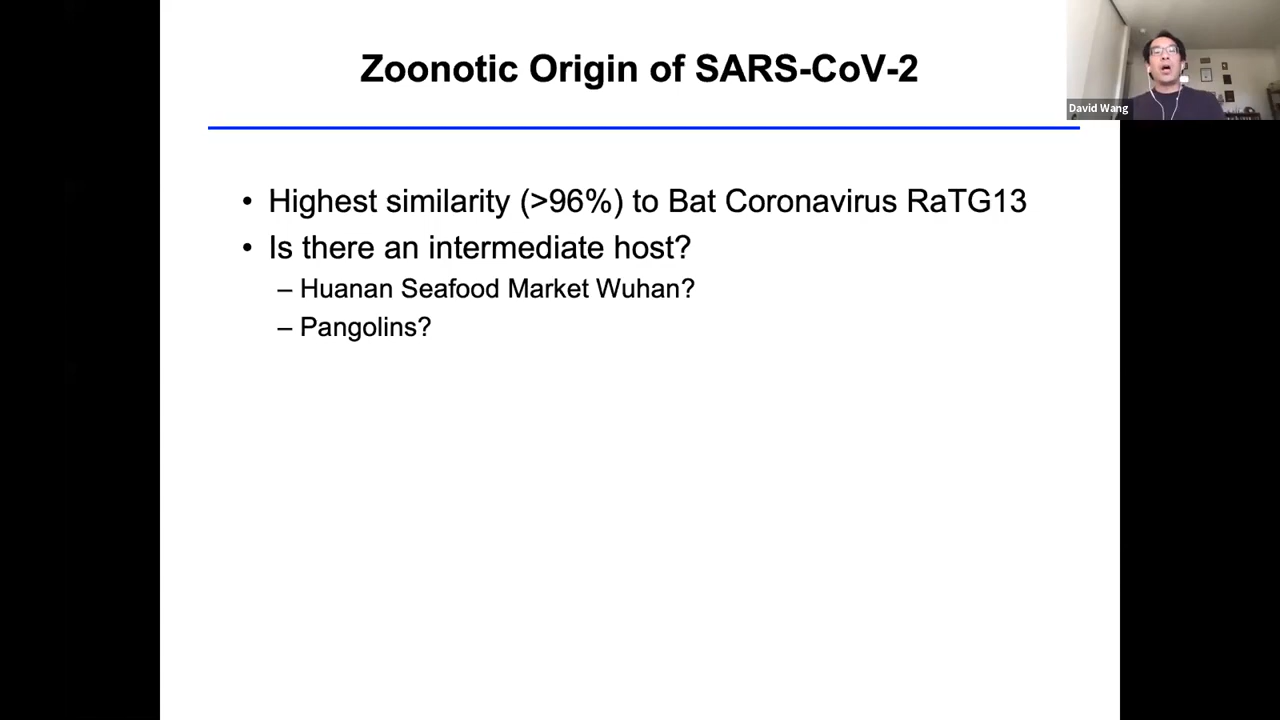 Zoonotic Origin of SARS-CoV-2
David Wang
• Highest similarity (>96%) to Bat Coronavirus RaTG13
• Is there an intermediate host?
– Huanan Seafood Market Wuhan?
– Pangolins?